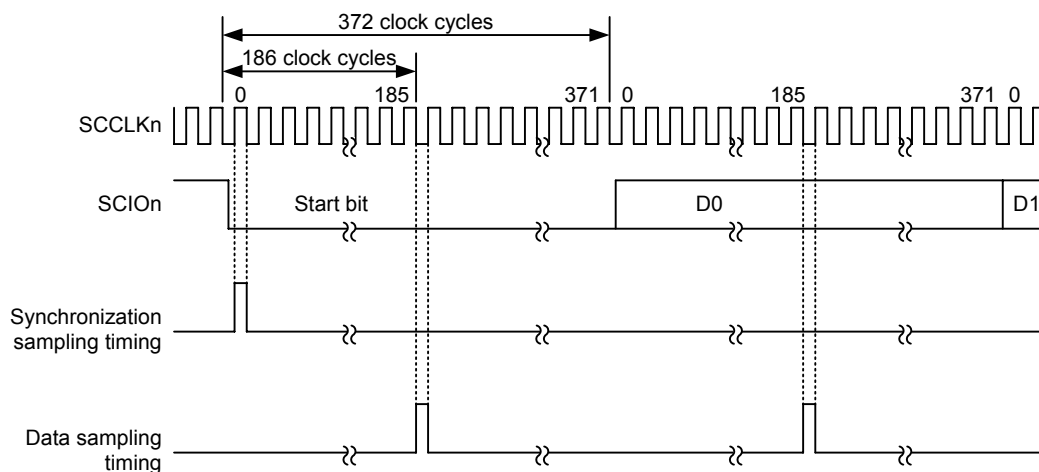 372 clock cycles
186 clock cycles
0 185 371 0 185 371 0
SCCLKn
SCIOn Start bit D0 D1
Synchronization
sampling timing
Data sampling
timing